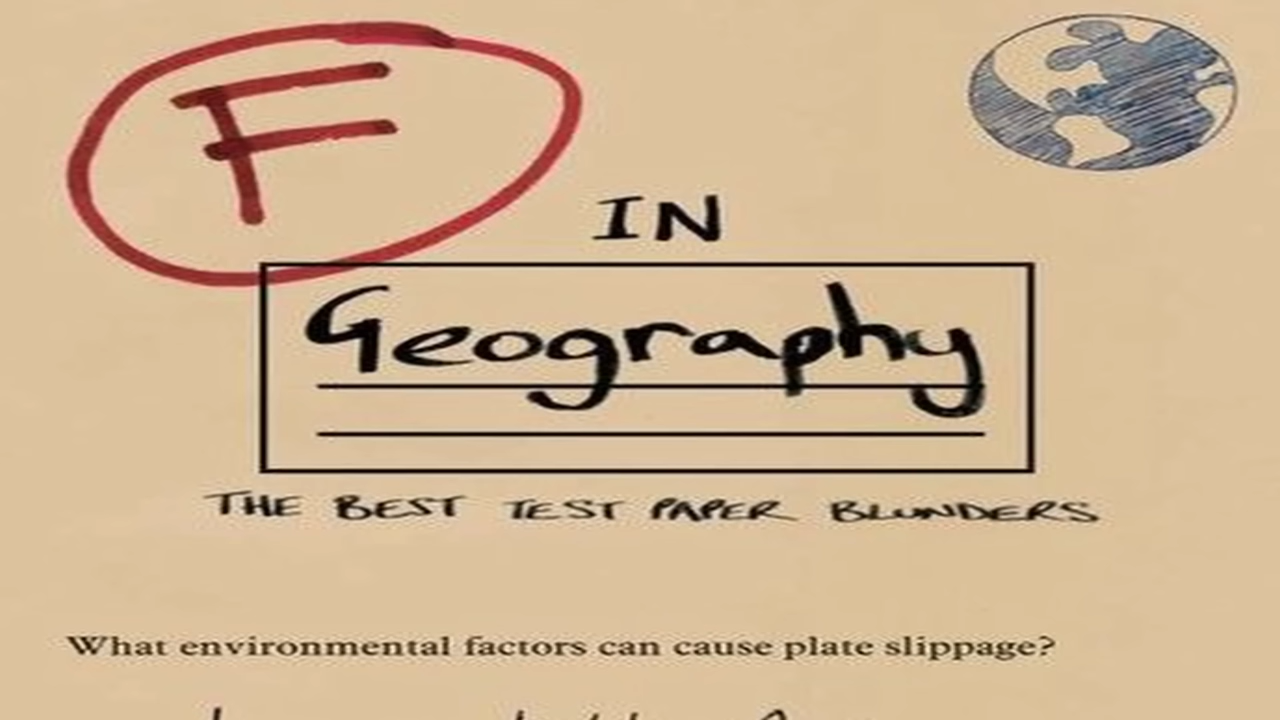 F
IN
Geography
THE BEST TEST PAPER BLUNDERS
What environmental factors can cause plate slippage?